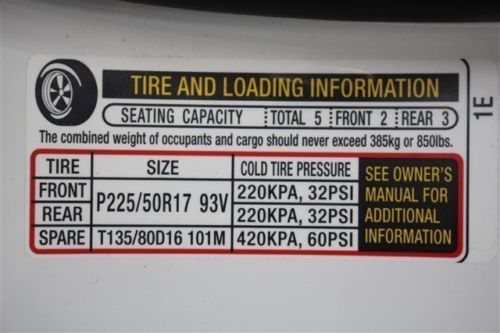 TIRE AND LOADING INFORMATION
SEATING CAPACITY TOTAL 5 FRONT 2 REAR 3
The combined weight of occupants and cargo should never exceed 385kg or 850lbs.
TIRE SIZE COLD TIRE PRESSURE
FRONT P225/50R17 93V 220KPA, 32PSI
REAR 220KPA, 32PSI
SPARE T135/80D16 101M 420KPA, 60PSI
SEE OWNER'S
MANUAL FOR
ADDITIONAL
INFORMATION
1E